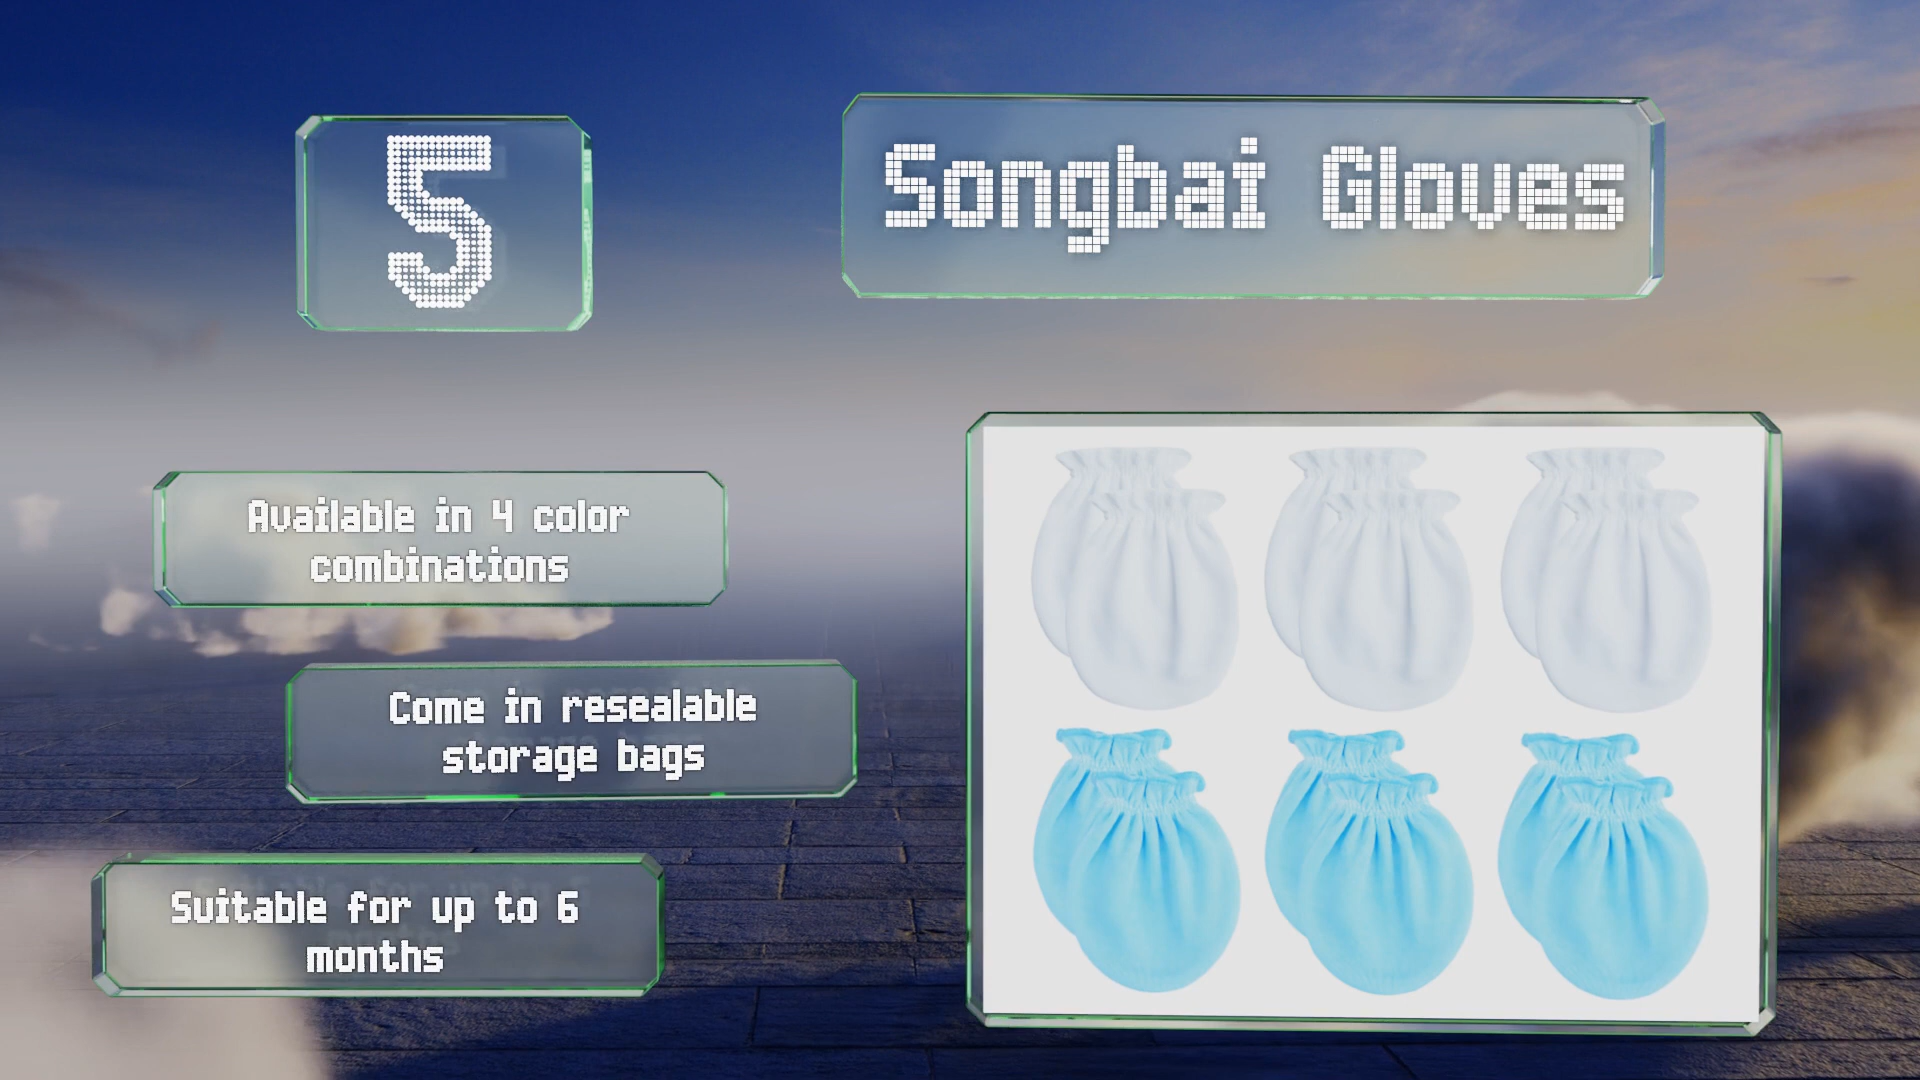 5
Songbai Gloves
Available in 4 color
combinations
Come in resealable
storage bags
Suitable for up to 6
months